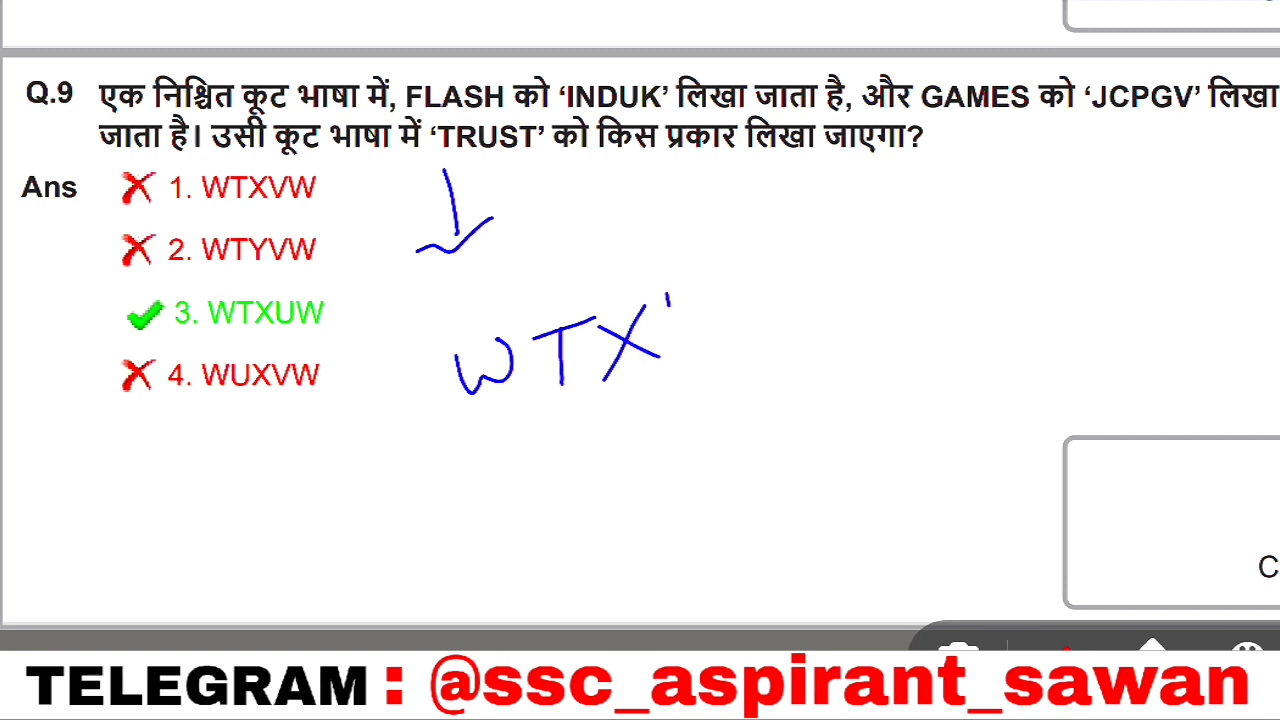 Q.9 एक निश्चित कूट भाषा में, FLASH को ‘INDUK’ लिखा जाता है, और GAMES को ‘JCPGV’ लिखा
जाता है। उसी कूट भाषा में ‘TRUST’ को किस प्रकार लिखा जाएगा?
Ans 1. WTXVW
2. WTYVW
3. WTXUW
4. WUXVW
WTX
C
TELEGRAM : @ssc_aspirant_sawan